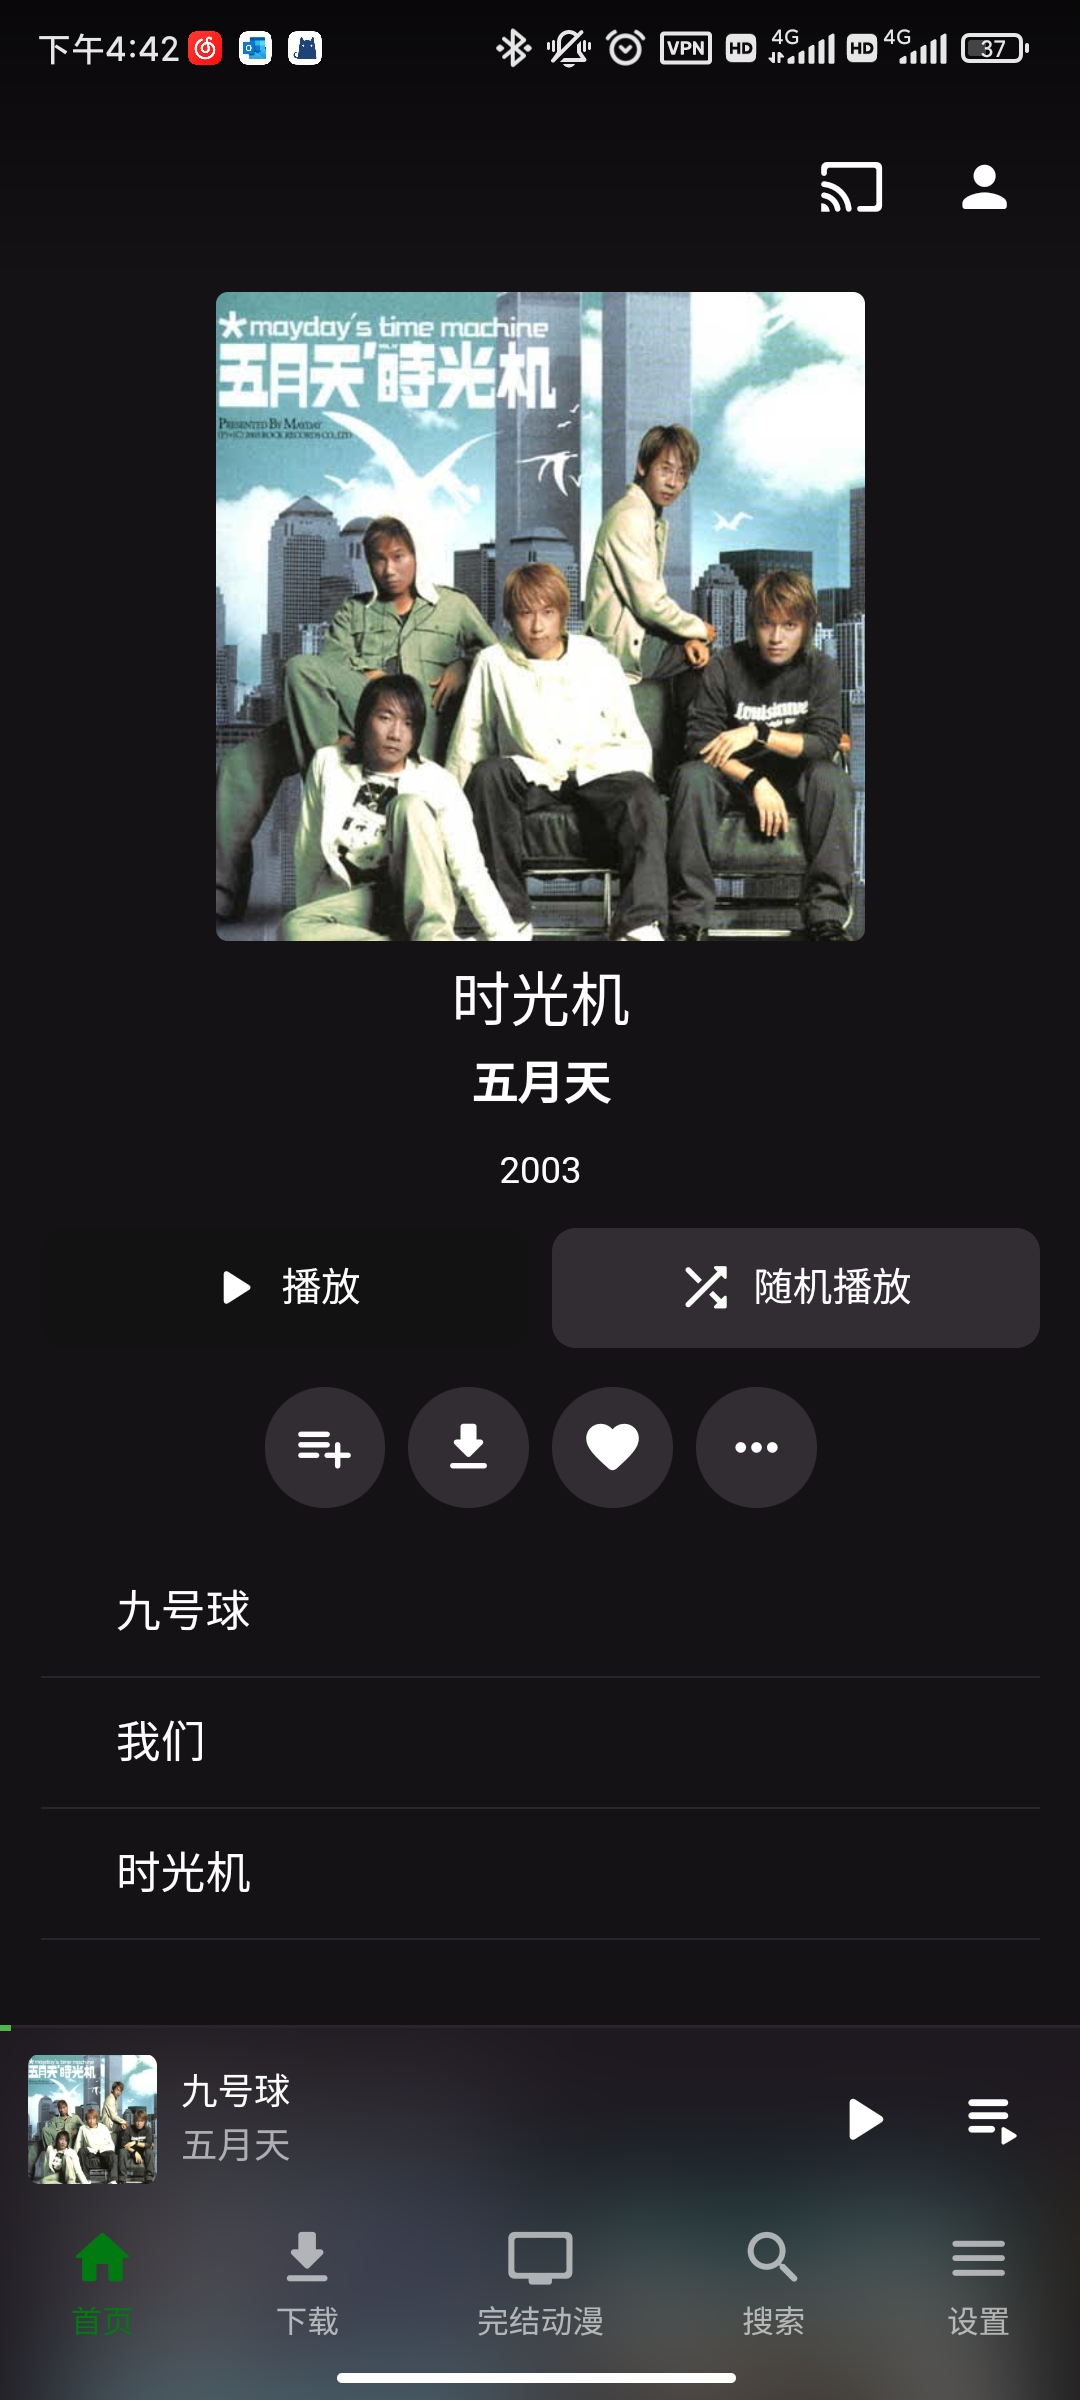 下午4:42
VPN
HD
4G
HD
4G
37
mayday's time machine
五月天'時光机
PRESENTED BY MAYDAY
Louisiane
时光机
五月天
2003
播放
随机播放
九号球
我们
时光机
九号球
五月天
首页
下载
完结动漫
搜索
设置